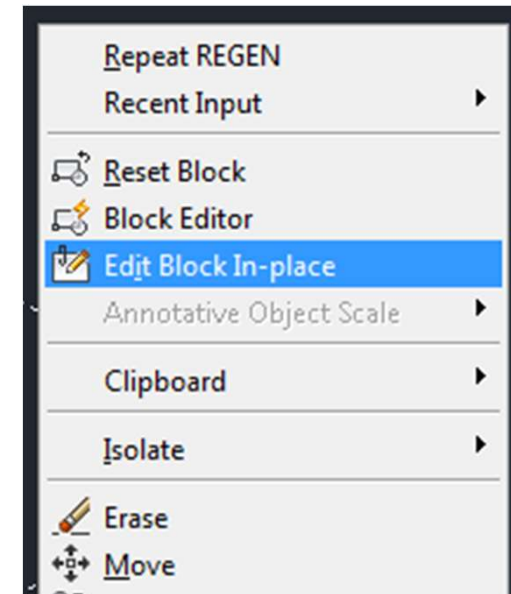 Repeat REGEN
Recent Input
Reset Block
Block Editor
Edit Block In-place
Annotative Object Scale
Clipboard
Isolate
Erase
Move